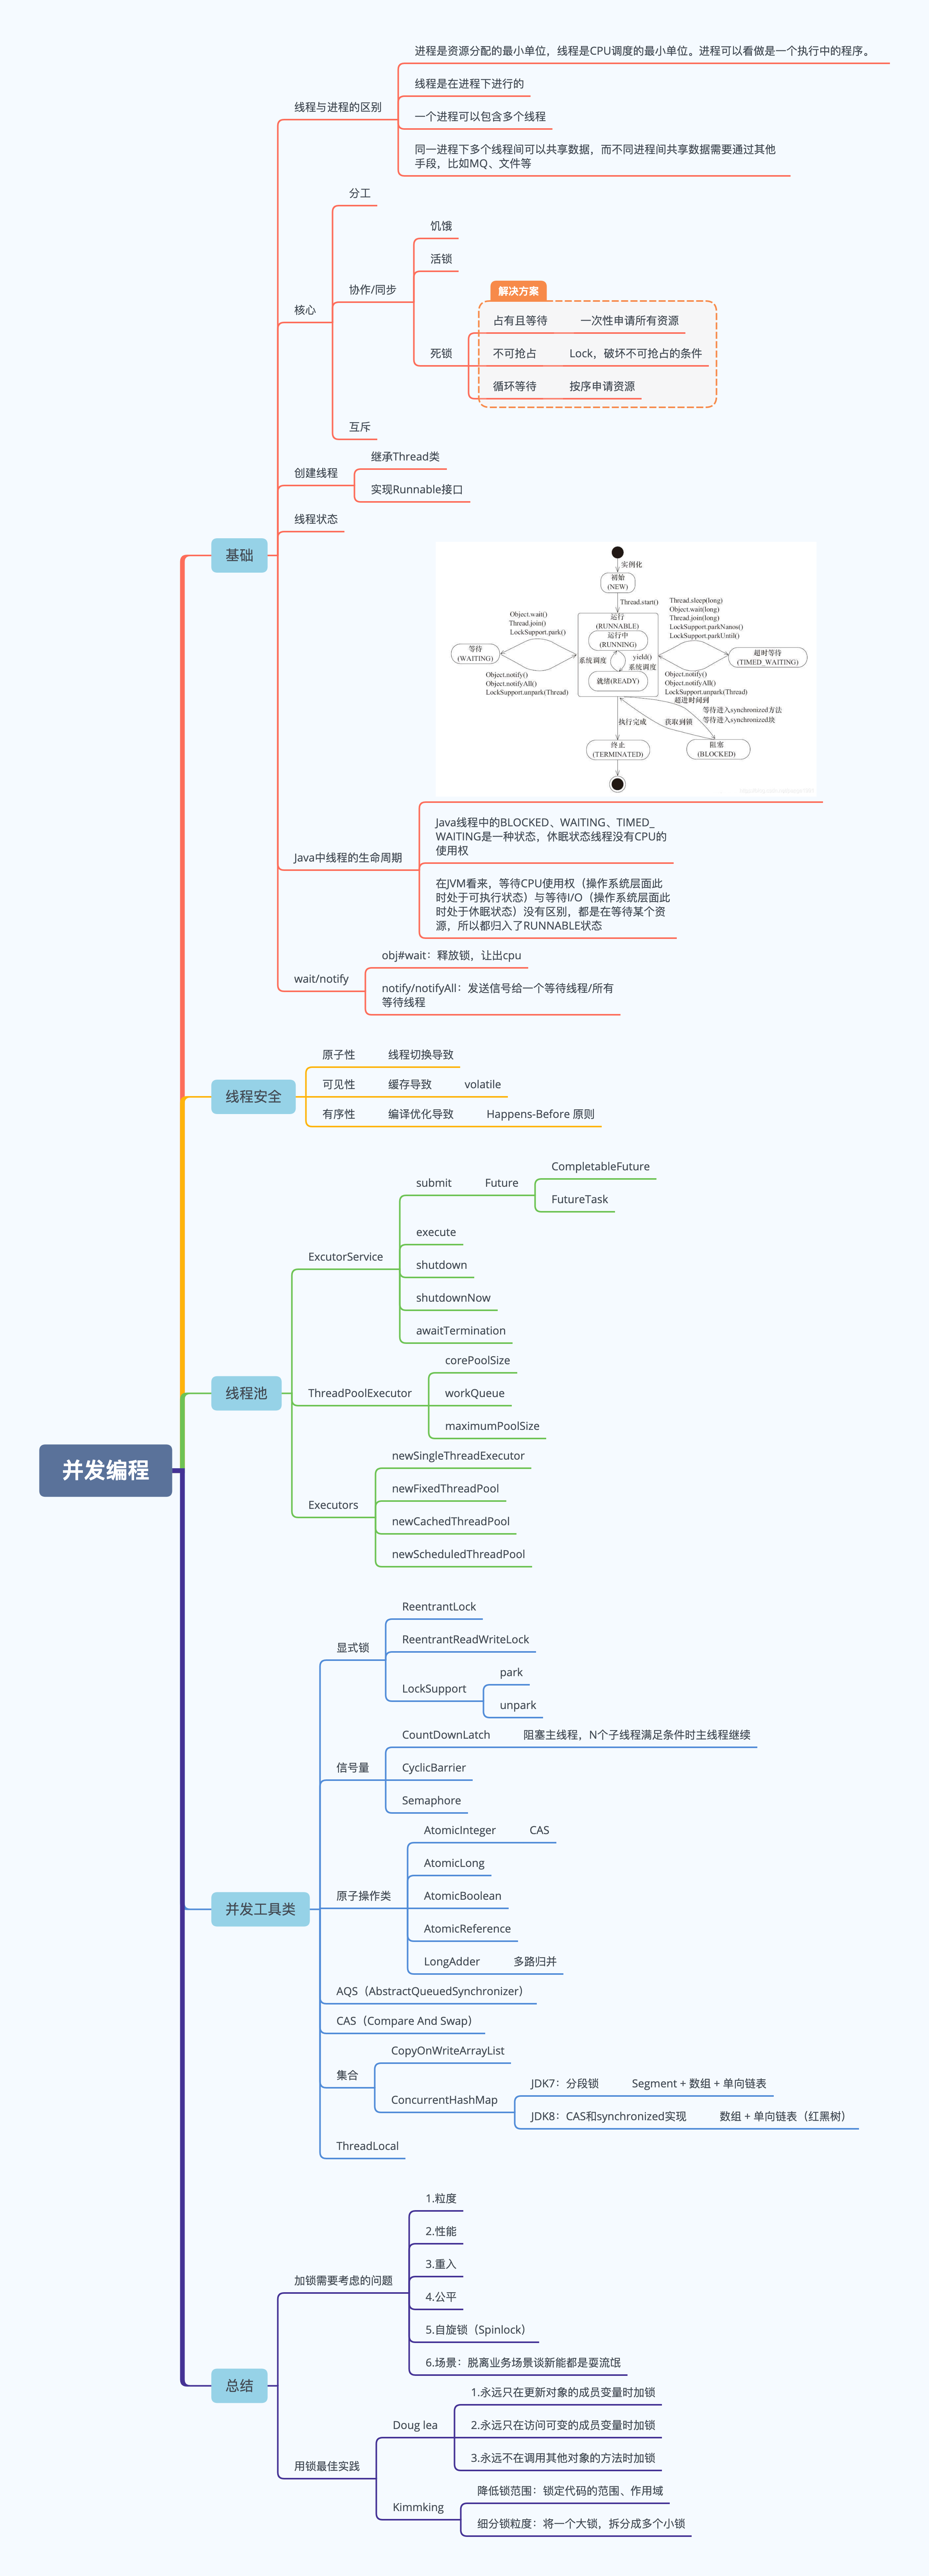 并发编程
基础
线程与进程的区别
进程是资源分配的最小单位，线程是CPU调度的最小单位。进程可以看做是一个执行中的程序。
线程是在进程下进行的
一个进程可以包含多个线程
同一进程下多个线程间可以共享数据，而不同进程间共享数据需要通过其他
手段，比如MQ、文件等
核心
分工
协作/同步
饥饿
活锁
死锁
解决方案
占有且等待 一次性申请所有资源
不可抢占 Lock，破坏不可抢占的条件
循环等待 按序申请资源
互斥
创建线程
继承Thread类
实现Runnable接口
线程状态
Java中线程的生命周期
实例化
初始
(NEW)
Thread.start()
Object.wait()
Thread.join()
LockSupport.park()
等待
(WAITING)
Object.notify()
Object.notifyAll()
LockSupport.unpark(Thread)
运行
(RUNNABLE)
运行中
(RUNNING)
系统调度
yield()
系统调度
就绪(READY)
Thread.sleep(long)
Object.wait(long)
Thread.join(long)
LockSupport.parkNanos()
LockSupport.parkUntil()
超时等待
(TIMED_WAITING)
Object.notify()
Object.notifyAll()
LockSupport.unpark(Thread)
超进时间到
等待进入synchronized方法
等待进入synchronized块
执行完成
获取到锁
终止
(TERMINATED)
阻塞
(BLOCKED)
Java线程中的BLOCKED、WAITING、TIMED_
WAITING是一种状态，休眠状态线程没有CPU的
使用权
在JVM看来，等待CPU使用权（操作系统层面此
时处于可执行状态）与等待I/O（操作系统层面此
时处于休眠状态）没有区别，都是在等待某个资
源，所以都归入了RUNNABLE状态
wait/notify
obj#wait：释放锁，让出cpu
notify/notifyAll：发送信号给一个等待线程/所有
等待线程
线程安全
原子性 线程切换导致
可见性 缓存导致 volatile
有序性 编译优化导致 Happens-Before 原则
线程池
ExcutorService
submit Future
CompletableFuture
FutureTask
execute
shutdown
shutdownNow
awaitTermination
ThreadPoolExecutor
corePoolSize
workQueue
maximumPoolSize
Executors
newSingleThreadExecutor
newFixedThreadPool
newCachedThreadPool
newScheduledThreadPool
并发工具类
显式锁
ReentrantLock
ReentrantReadWriteLock
LockSupport
park
unpark
信号量
CountDownLatch 阻塞主线程，N个子线程满足条件时主线程继续
CyclicBarrier
Semaphore
原子操作类
AtomicInteger CAS
AtomicLong
AtomicBoolean
AtomicReference
LongAdder 多路归并
AQS（AbstractQueuedSynchronizer）
CAS（Compare And Swap）
集合
CopyOnWriteArrayList
ConcurrentHashMap
JDK7：分段锁 Segment + 数组 + 单向链表
JDK8：CAS和synchronized实现 数组 + 单向链表（红黑树）
ThreadLocal
总结
加锁需要考虑的问题
1.粒度
2.性能
3.重入
4.公平
5.自旋锁（Spinlock）
6.场景：脱离业务场景谈新能都是耍流氓
用锁最佳实践
Doug lea
1.永远只在更新对象的成员变量时加锁
2.永远只在访问可变的成员变量时加锁
3.永远不在调用其他对象的方法时加锁
Kimmking
降低锁范围：锁定代码的范围、作用域
细分锁粒度：将一个大锁，拆分成多个小锁